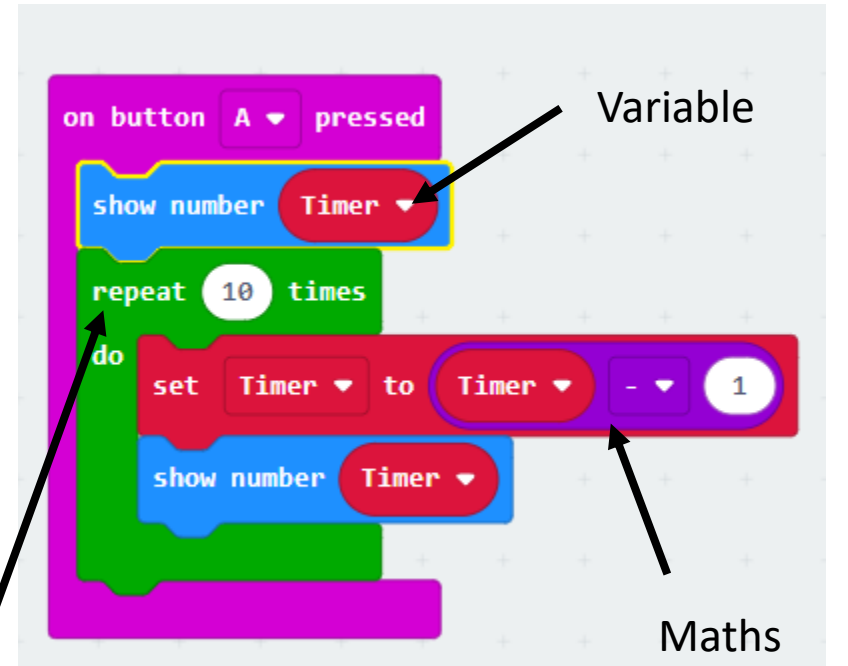 on button A pressed
Variable
show number Timer
repeat 10 times
do
set Timer to Timer - 1
show number Timer
Maths